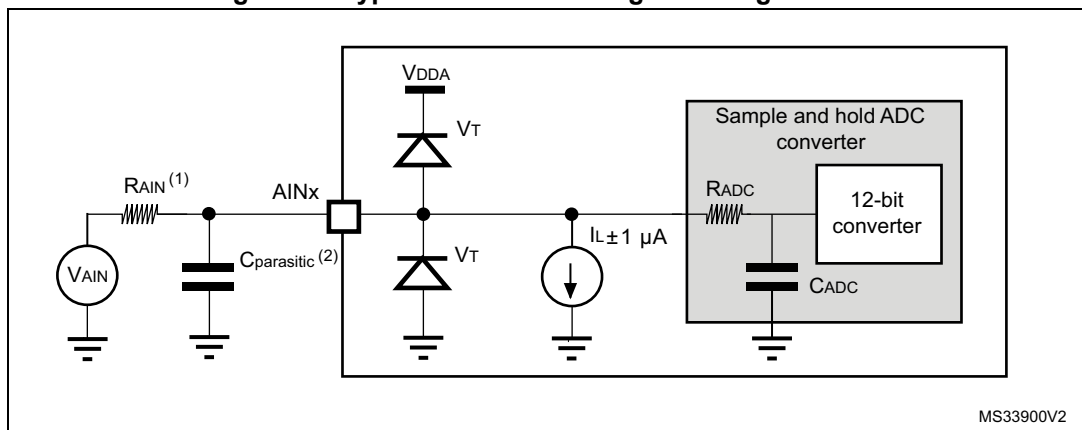 VDDA
Sample and hold ADC
converter
VT
RAIN (1)
AINx
RADC
12-bit
converter
IL±1 µA
VT
Cparasitic (2)
VAIN
CADC
MS33900V2